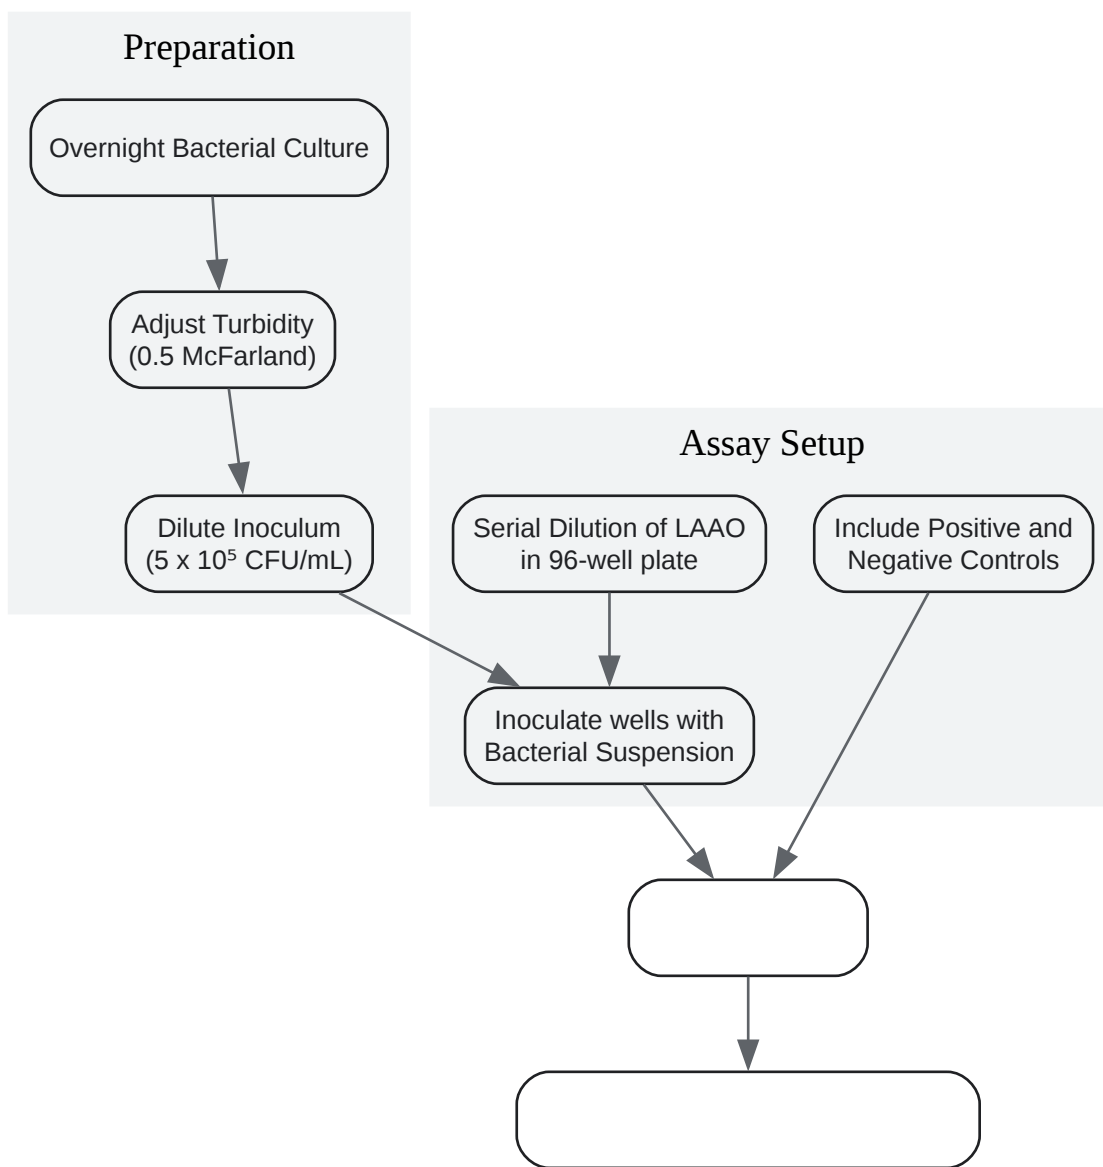 Preparation
Overnight Bacterial Culture
Adjust Turbidity
(0.5 McFarland)
Dilute Inoculum
(5 x 10⁵ CFU/mL)
Assay Setup
Serial Dilution of LAAO
in 96-well plate
Include Positive and
Negative Controls
Inoculate wells with
Bacterial Suspension